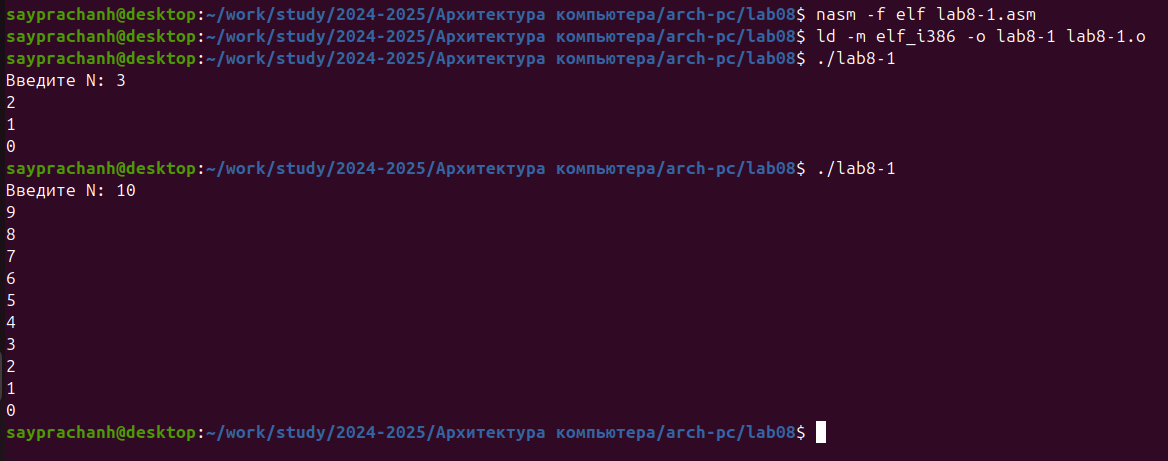 sayprachanh@desktop:~/work/study/2024-2025/Архитектура компьютера/arch-pc/lab08$ nasm -f elf lab8-1.asm
sayprachanh@desktop:~/work/study/2024-2025/Архитектура компьютера/arch-pc/lab08$ ld -m elf_i386 -o lab8-1 lab8-1.o
sayprachanh@desktop:~/work/study/2024-2025/Архитектура компьютера/arch-pc/lab08$ ./lab8-1
Введите N: 3
2
1
0
sayprachanh@desktop:~/work/study/2024-2025/Архитектура компьютера/arch-pc/lab08$ ./lab8-1
Введите N: 10
9
8
7
6
5
4
3
2
1
0
sayprachanh@desktop:~/work/study/2024-2025/Архитектура компьютера/arch-pc/lab08$